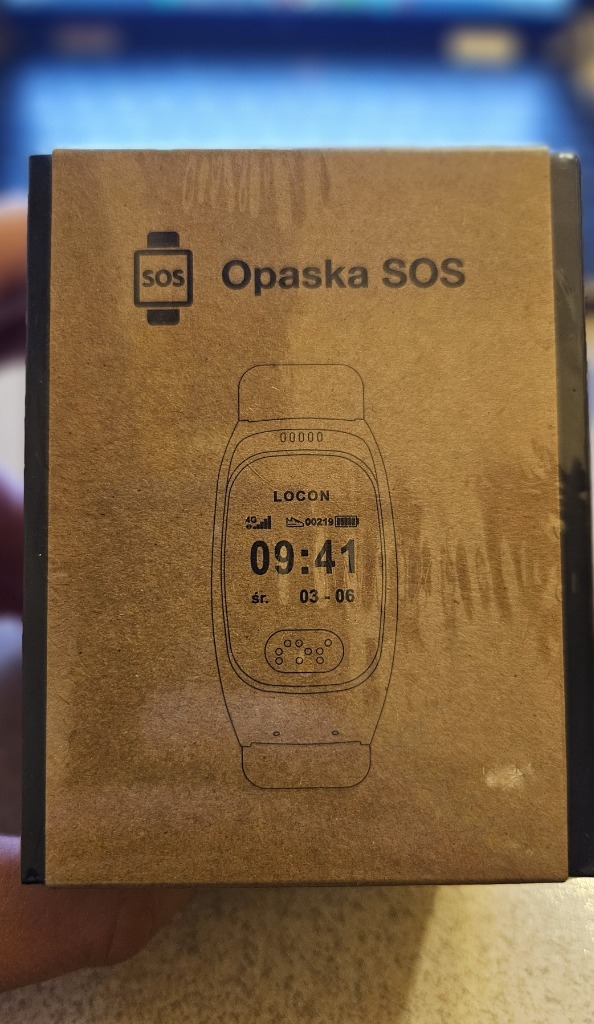 SOS Opaska SOS
LOCON
4G 00219
09:41
śr. 03 - 06